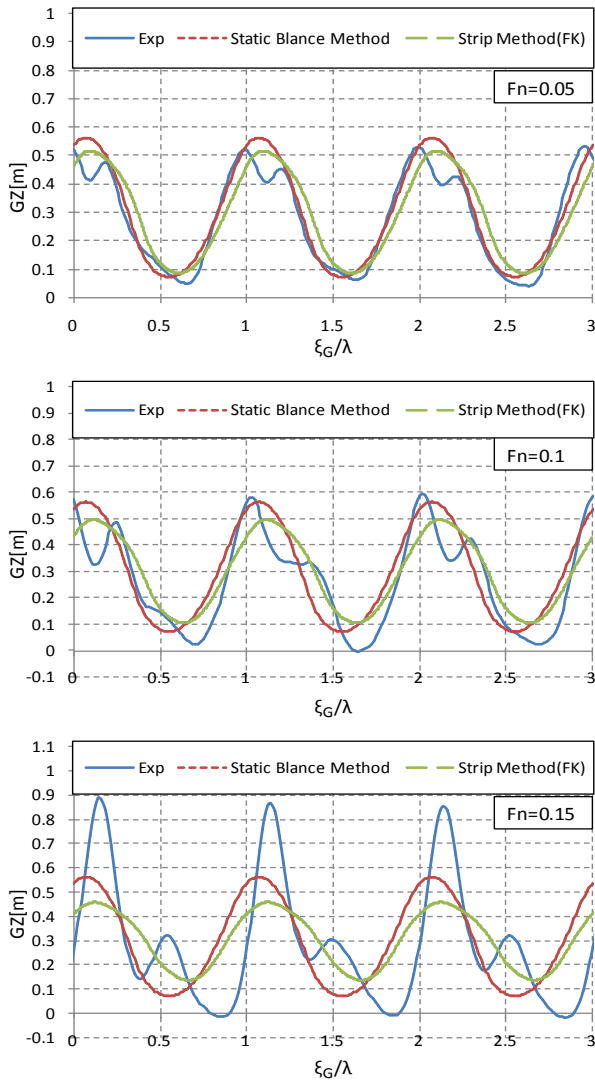 1
Exp Static Blance Method Strip Method(FK)
0.9
0.8
Fn=0.05
0.7
0.6
0.5
0.4
0.3
0.2
0.1
0
GZ[m]
0 0.5 1 1.5 2 2.5 3
ξG/λ
1
Exp Static Blance Method Strip Method(FK)
0.9
0.8
Fn=0.1
0.7
0.6
0.5
0.4
0.3
0.2
0.1
0
-0.1
GZ[m]
0 0.5 1 1.5 2 2.5 3
ξG/λ
1.1
1
Exp Static Blance Method Strip Method(FK)
0.9
Fn=0.15
0.8
0.7
0.6
0.5
0.4
0.3
0.2
0.1
0
-0.1
GZ[m]
0 0.5 1 1.5 2 2.5 3
ξG/λ